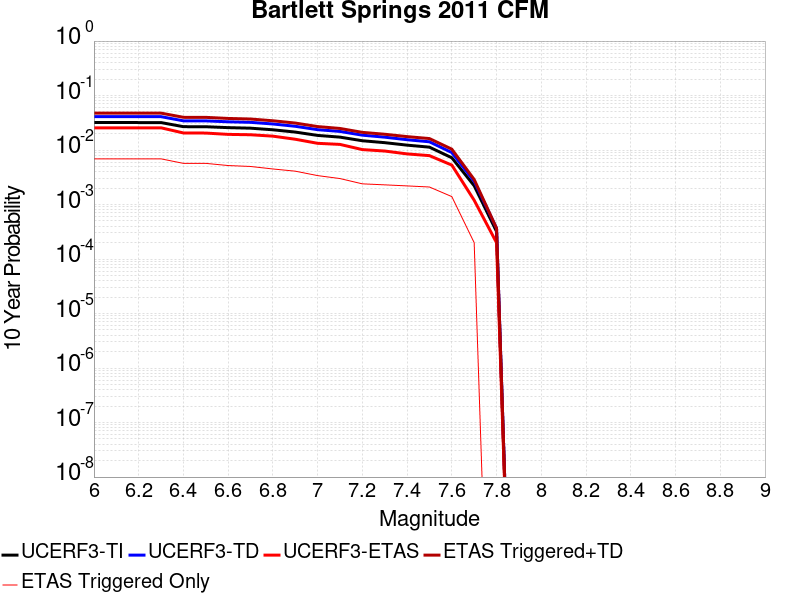 Bartlett Springs 2011 CFM
10^0
10^-1
10^-2
10^-3
10^-4
10^-5
10^-6
10^-7
10^-8
10 Year Probability
6 6.2 6.4 6.6 6.8 7 7.2 7.4 7.6 7.8 8 8.2 8.4 8.6 8.8 9
Magnitude
UCERF3-TI UCERF3-TD UCERF3-ETAS ETAS Triggered+TD
ETAS Triggered Only